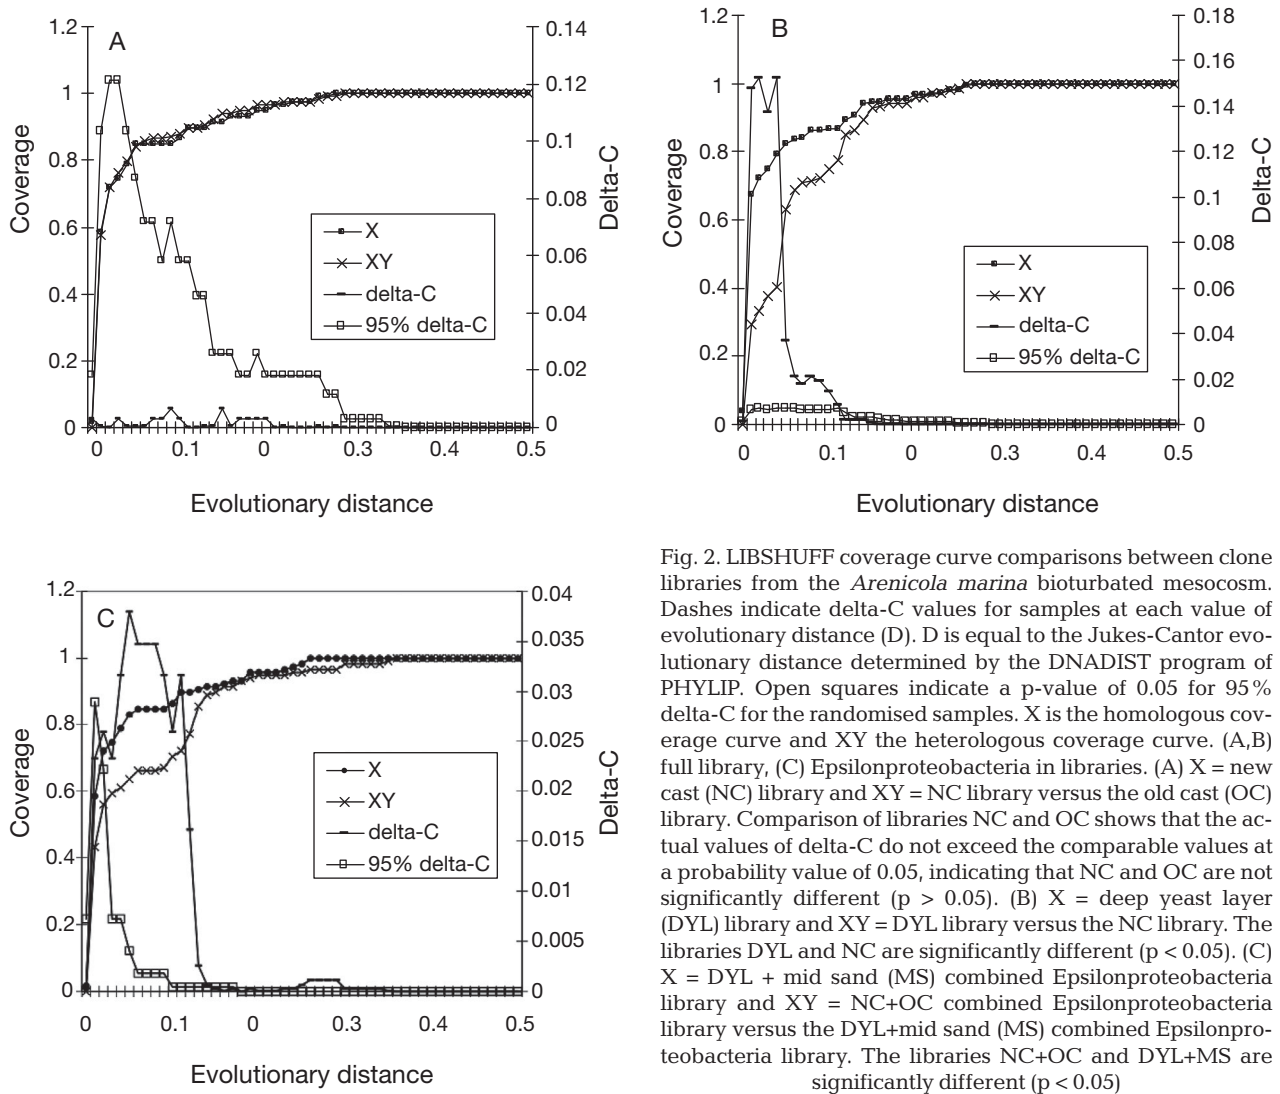 A
1.2
1
0.8
0.6
0.4
0.2
0
Coverage
0.14
0.12
0.1
0.08
0.06
0.04
0.02
0
Delta-C
X
XY
delta-C
95% delta-C
0 0.1 0 0.3 0.5
Evolutionary distance
B
1.2
1
0.8
0.6
0.4
0.2
0
Coverage
0.18
0.16
0.14
0.12
0.1
0.08
0.06
0.04
0.02
0
Delta-C
X
XY
delta-C
95% delta-C
0 0.1 0 0.3 0.5
Evolutionary distance
C
1.2
1
0.8
0.6
0.4
0.2
0
Coverage
0.04
0.035
0.03
0.025
0.02
0.015
0.01
0.005
0
Delta-C
X
XY
delta-C
95% delta-C
0 0.1 0 0.3 0.5
Evolutionary distance
Fig. 2. LIBSHUFF coverage curve comparisons between clone
libraries from the Arenicola marina bioturbated mesocosm.
Dashes indicate delta-C values for samples at each value of
evolutionary distance (D). D is equal to the Jukes-Cantor evo-
lutionary distance determined by the DNADIST program of
PHYLIP. Open squares indicate a p-value of 0.05 for 95%
delta-C for the randomised samples. X is the homologous cov-
erage curve and XY the heterologous coverage curve. (A,B)
full library, (C) Epsilonproteobacteria in libraries. (A) X = new
cast (NC) library and XY = NC library versus the old cast (OC)
library. Comparison of libraries NC and OC shows that the ac-
tual values of delta-C do not exceed the comparable values at
a probability value of 0.05, indicating that NC and OC are not
significantly different (p > 0.05). (B) X = deep yeast layer
(DYL) library and XY = DYL library versus the NC library. The
libraries DYL and NC are significantly different (p < 0.05). (C)
X = DYL + mid sand (MS) combined Epsilonproteobacteria
library and XY = NC+OC combined Epsilonproteobacteria
library versus the DYL+mid sand (MS) combined Epsilonpro-
teobacteria library. The libraries NC+OC and DYL+MS are
significantly different (p < 0.05)